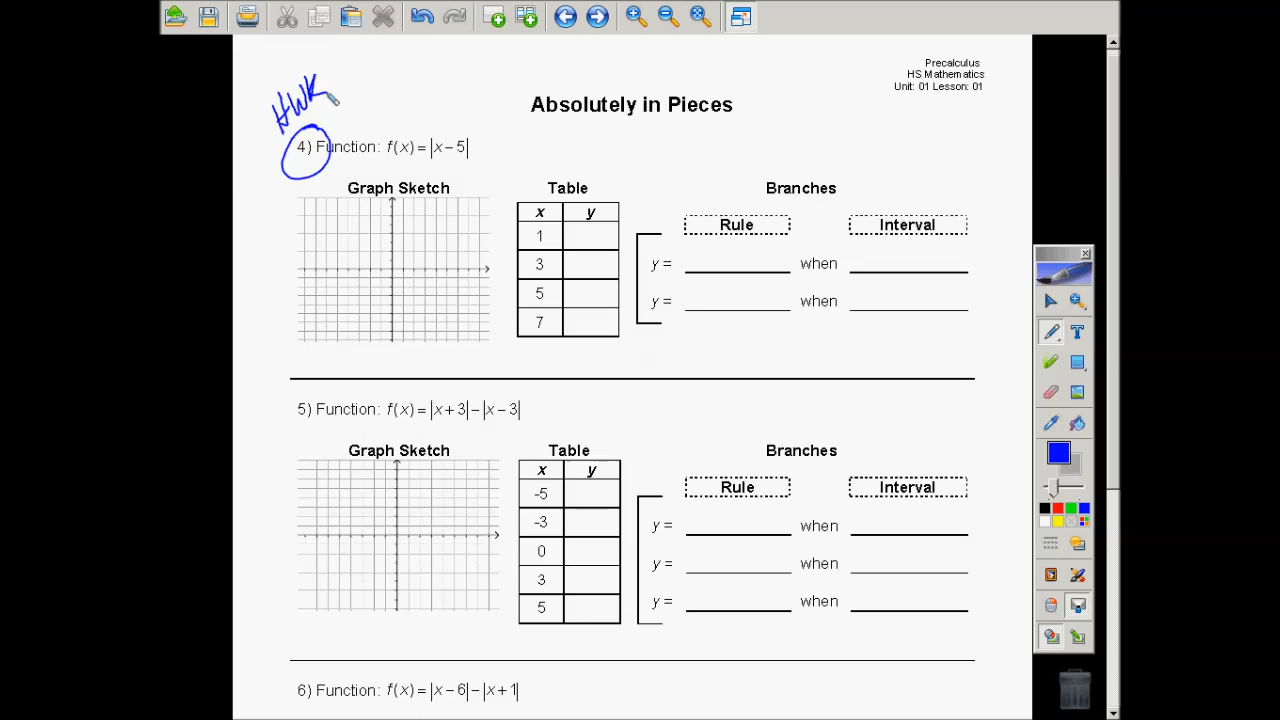 Precalculus
HS Mathematics
Unit: 01 Lesson: 01
HWK
Absolutely in Pieces
4) Function: f(x) = |x − 5|
Graph Sketch
Table
Branches
x y
Rule
Interval
1
3
5
7
y = when
y = when
5) Function: f(x) = |x + 3| − |x − 3|
Graph Sketch
Table
Branches
x y
Rule
Interval
-5
-3
0
3
5
y = when
y = when
y = when
6) Function: f(x) = |x − 6| − |x + 1|